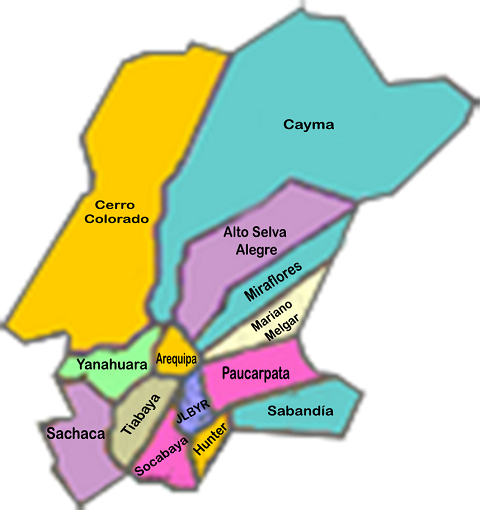 Cayma
Cerro
Colorado
Alto Selva
Alegre
Miraflores
Mariano
Melgar
Arequipa
Yanahuara
Paucarpata
Tiabaya
JLBYR
Sabandía
Sachaca
Socabaya
Hunter